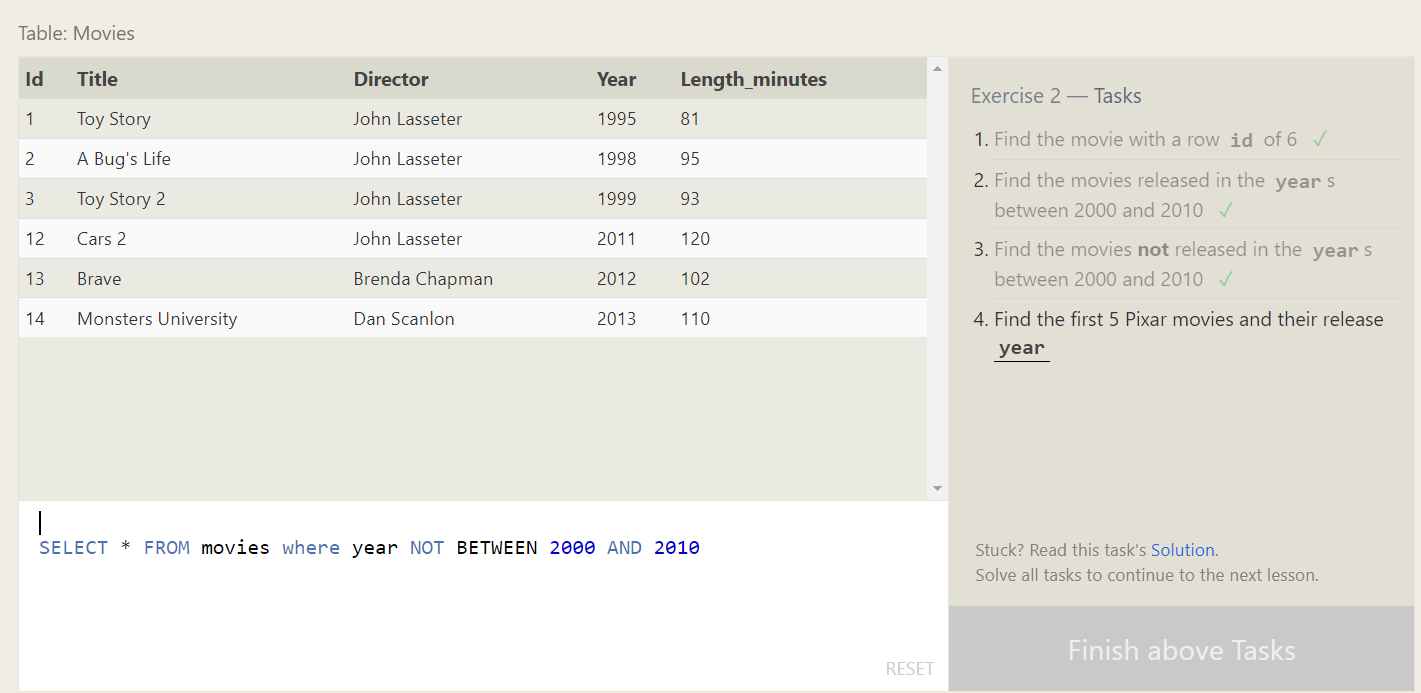 Table: Movies
Id Title Director Year Length_minutes
1 Toy Story John Lasseter 1995 81
2 A Bug's Life John Lasseter 1998 95
3 Toy Story 2 John Lasseter 1999 93
12 Cars 2 John Lasseter 2011 120
13 Brave Brenda Chapman 2012 102
14 Monsters University Dan Scanlon 2013 110
SELECT * FROM movies where year NOT BETWEEN 2000 AND 2010
RESET
Exercise 2 — Tasks
1. Find the movie with a row id of 6 ✓
2. Find the movies released in the year s
between 2000 and 2010 ✓
3. Find the movies not released in the year s
between 2000 and 2010 ✓
4. Find the first 5 Pixar movies and their release
year
Stuck? Read this task's Solution.
Solve all tasks to continue to the next lesson.
Finish above Tasks